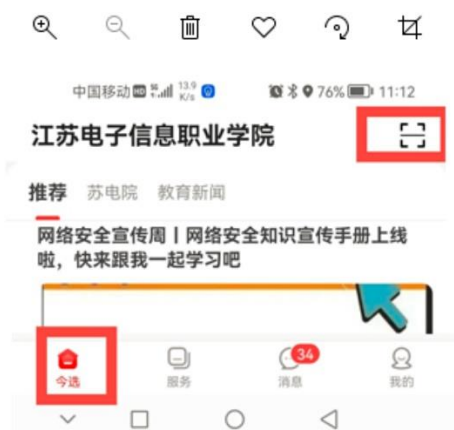 中国移动 HD 5G 13.9 K/s 76% 11:12
江苏电子信息职业学院
推荐 苏电院 教育新闻
网络安全宣传周丨网络安全知识宣传手册上线
啦，快来跟我一起学习吧
34
今选 服务 消息 我的